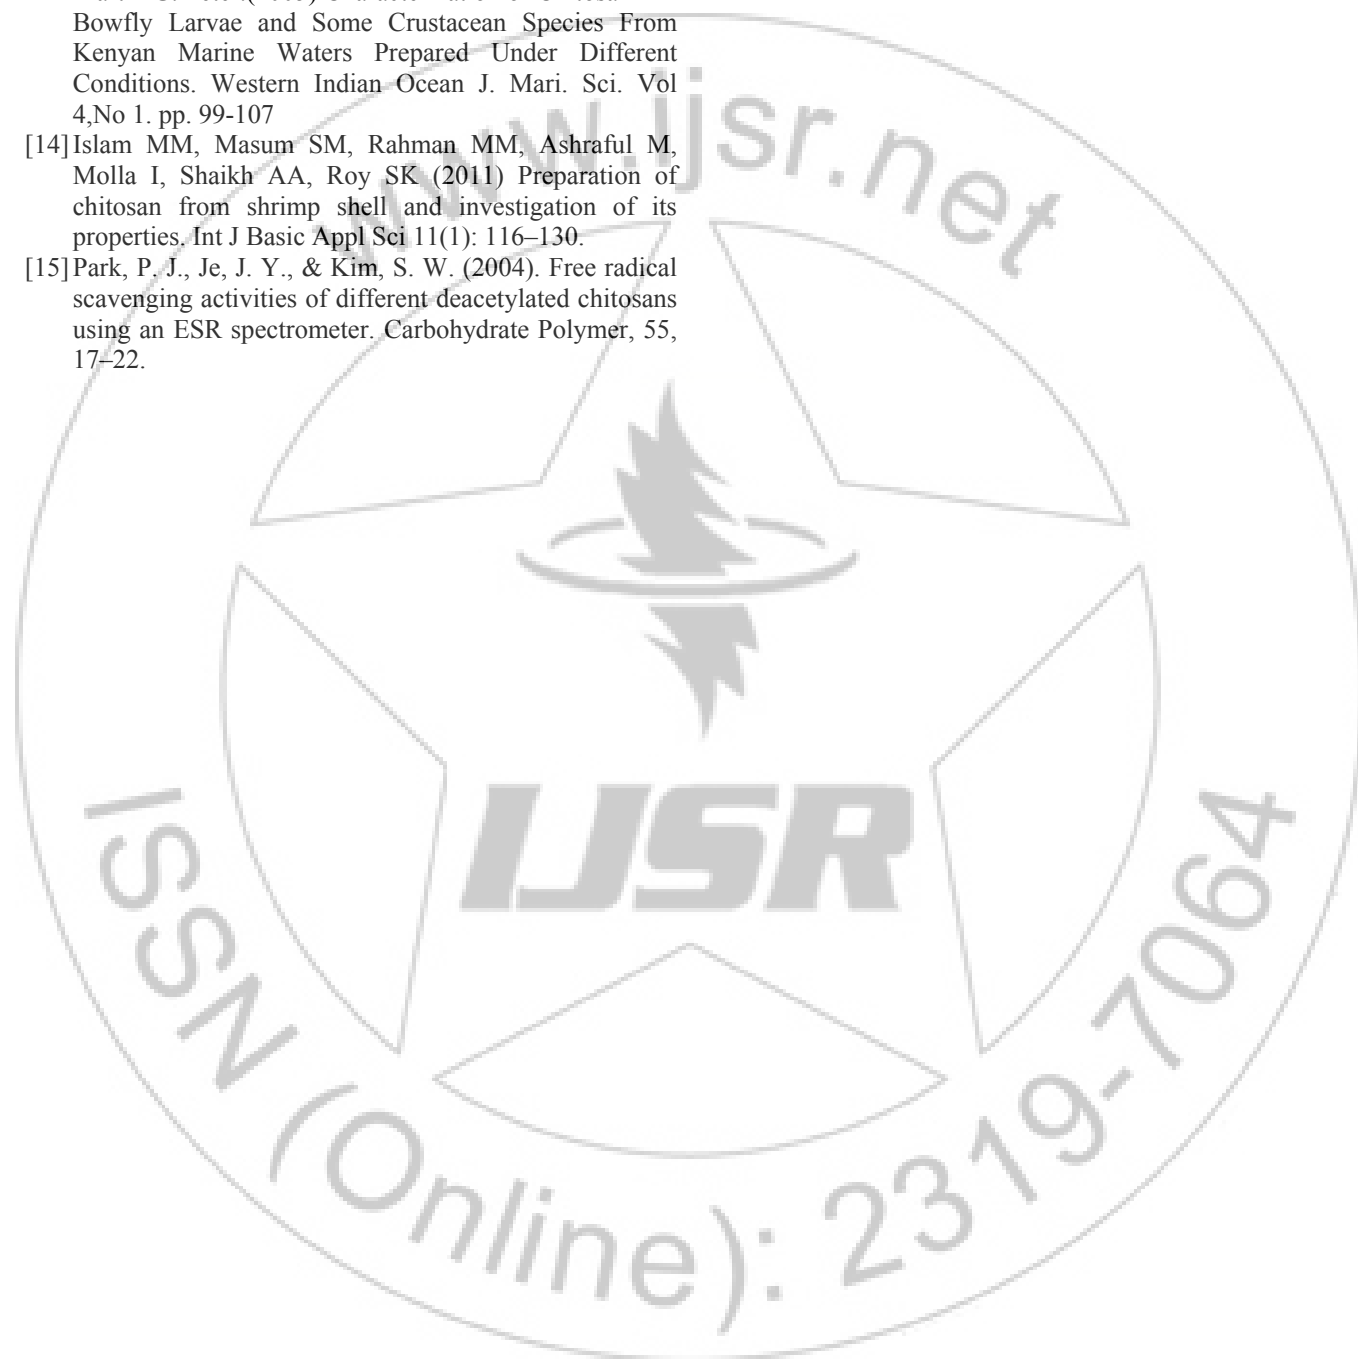 Bowfly Larvae and Some Crustacean Species From
Kenyan Marine Waters Prepared Under Different
Conditions. Western Indian Ocean J. Mari. Sci. Vol
4,No 1. pp. 99-107
[14] Islam MM, Masum SM, Rahman MM, Ashraful M,
Molla I, Shaikh AA, Roy SK (2011) Preparation of
chitosan from shrimp shell and investigation of its
properties. Int J Basic Appl Sci 11(1): 116–130.
[15] Park, P. J., Je, J. Y., & Kim, S. W. (2004). Free radical
scavenging activities of different deacetylated chitosans
using an ESR spectrometer. Carbohydrate Polymer, 55,
17–22.
www.ijsr.net
IJSR
ISSN (Online): 2319-7064